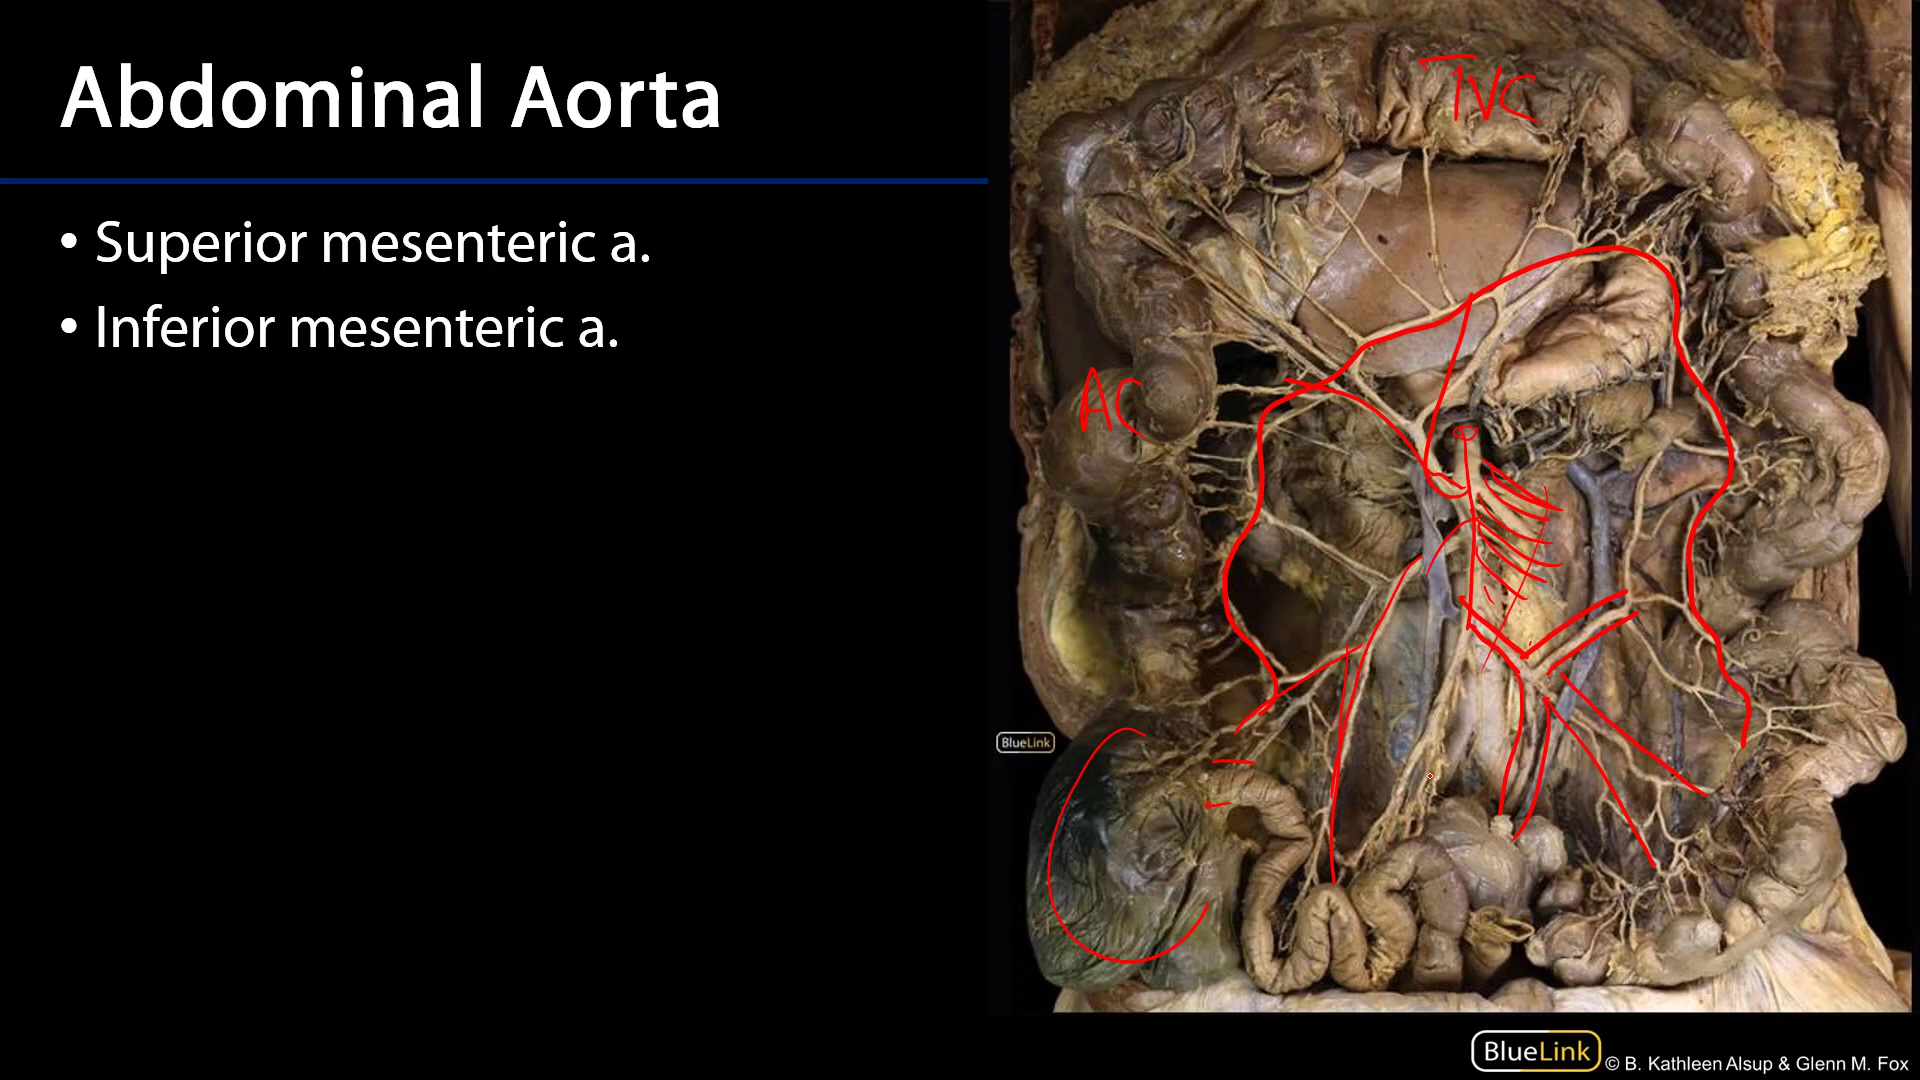 Abdominal Aorta
• Superior mesenteric a.
• Inferior mesenteric a.
TVC
AC
BlueLink
BlueLink © B. Kathleen Alsup & Glenn M. Fox